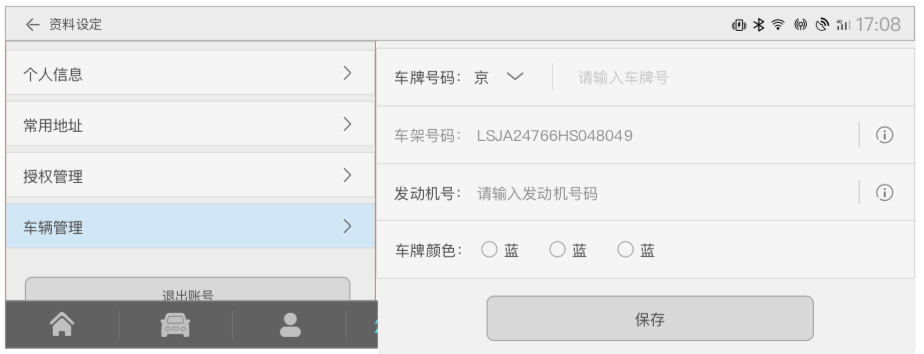 资料设定 17:08
个人信息
常用地址
授权管理
车辆管理
退出账号
车牌号码： 京 请输入车牌号
车架号码： LSJA24766HS048049
发动机号： 请输入发动机号码
车牌颜色： 蓝 蓝 蓝
保存